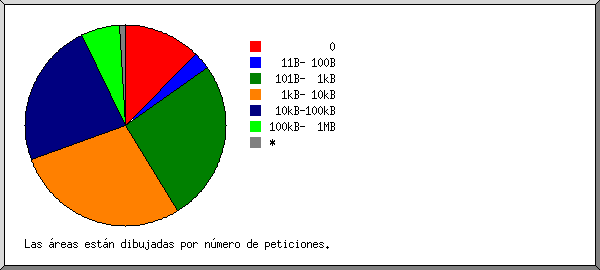 0
11B- 100B
101B- 1kB
1kB- 10kB
10kB-100kB
100kB- 1MB
*
Las áreas están dibujadas por número de peticiones.